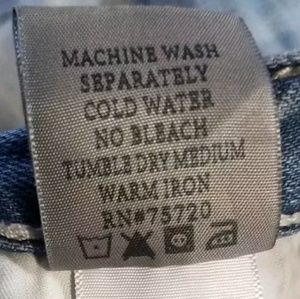 MACHINE WASH
SEPARATELY
COLD WATER
NO BLEACH
TUMBLE DRY MEDIUM
WARM IRON
RN#75720